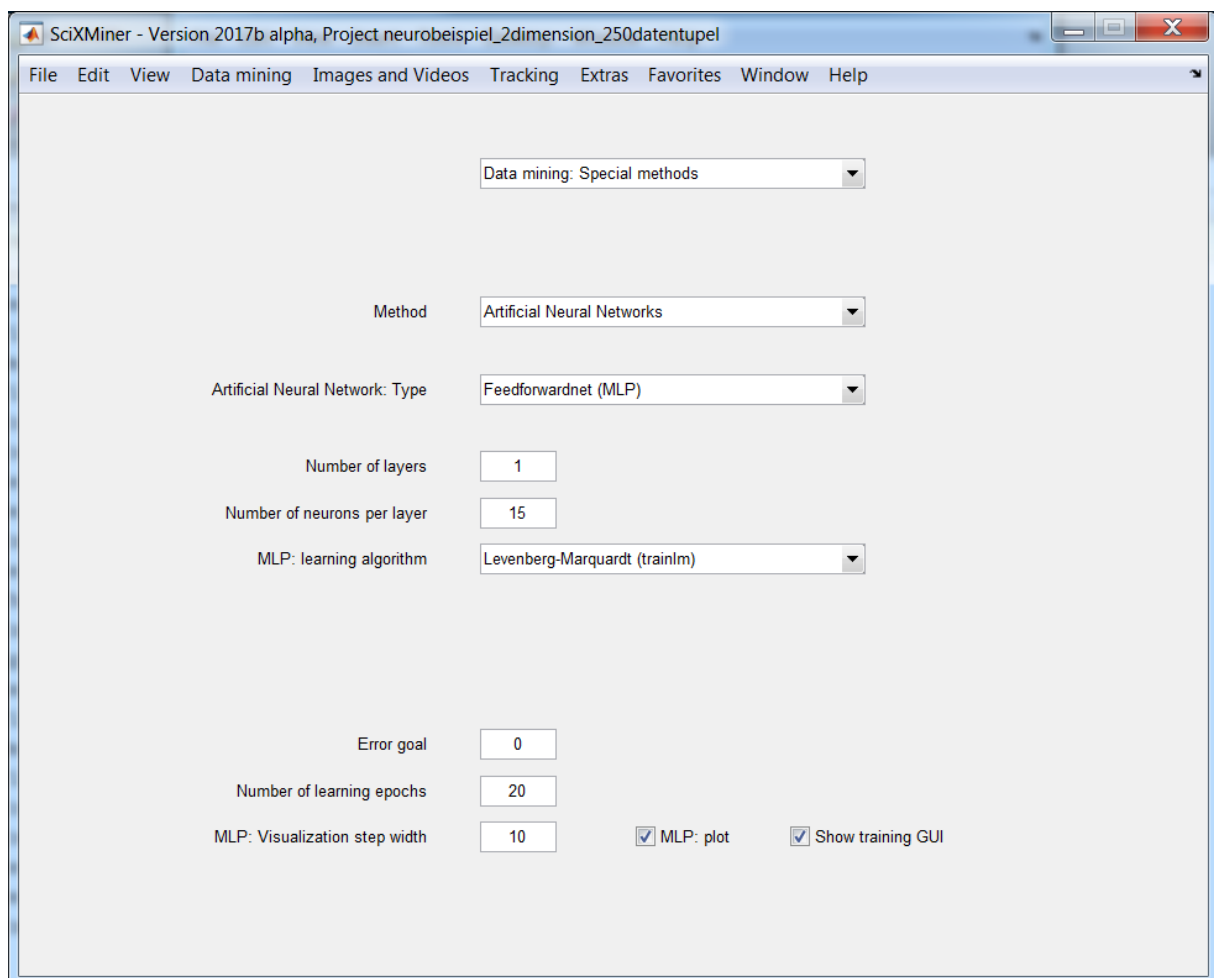 SciXMiner - Version 2017b alpha, Project neurobeispiel_2dimension_250datentupel
File Edit View Data mining Images and Videos Tracking Extras Favorites Window Help
Data mining: Special methods
Method Artificial Neural Networks
Artificial Neural Network: Type Feedforwardnet (MLP)
Number of layers 1
Number of neurons per layer 15
MLP: learning algorithm Levenberg-Marquardt (trainlm)
Error goal 0
Number of learning epochs 20
MLP: Visualization step width 10 MLP: plot Show training GUI